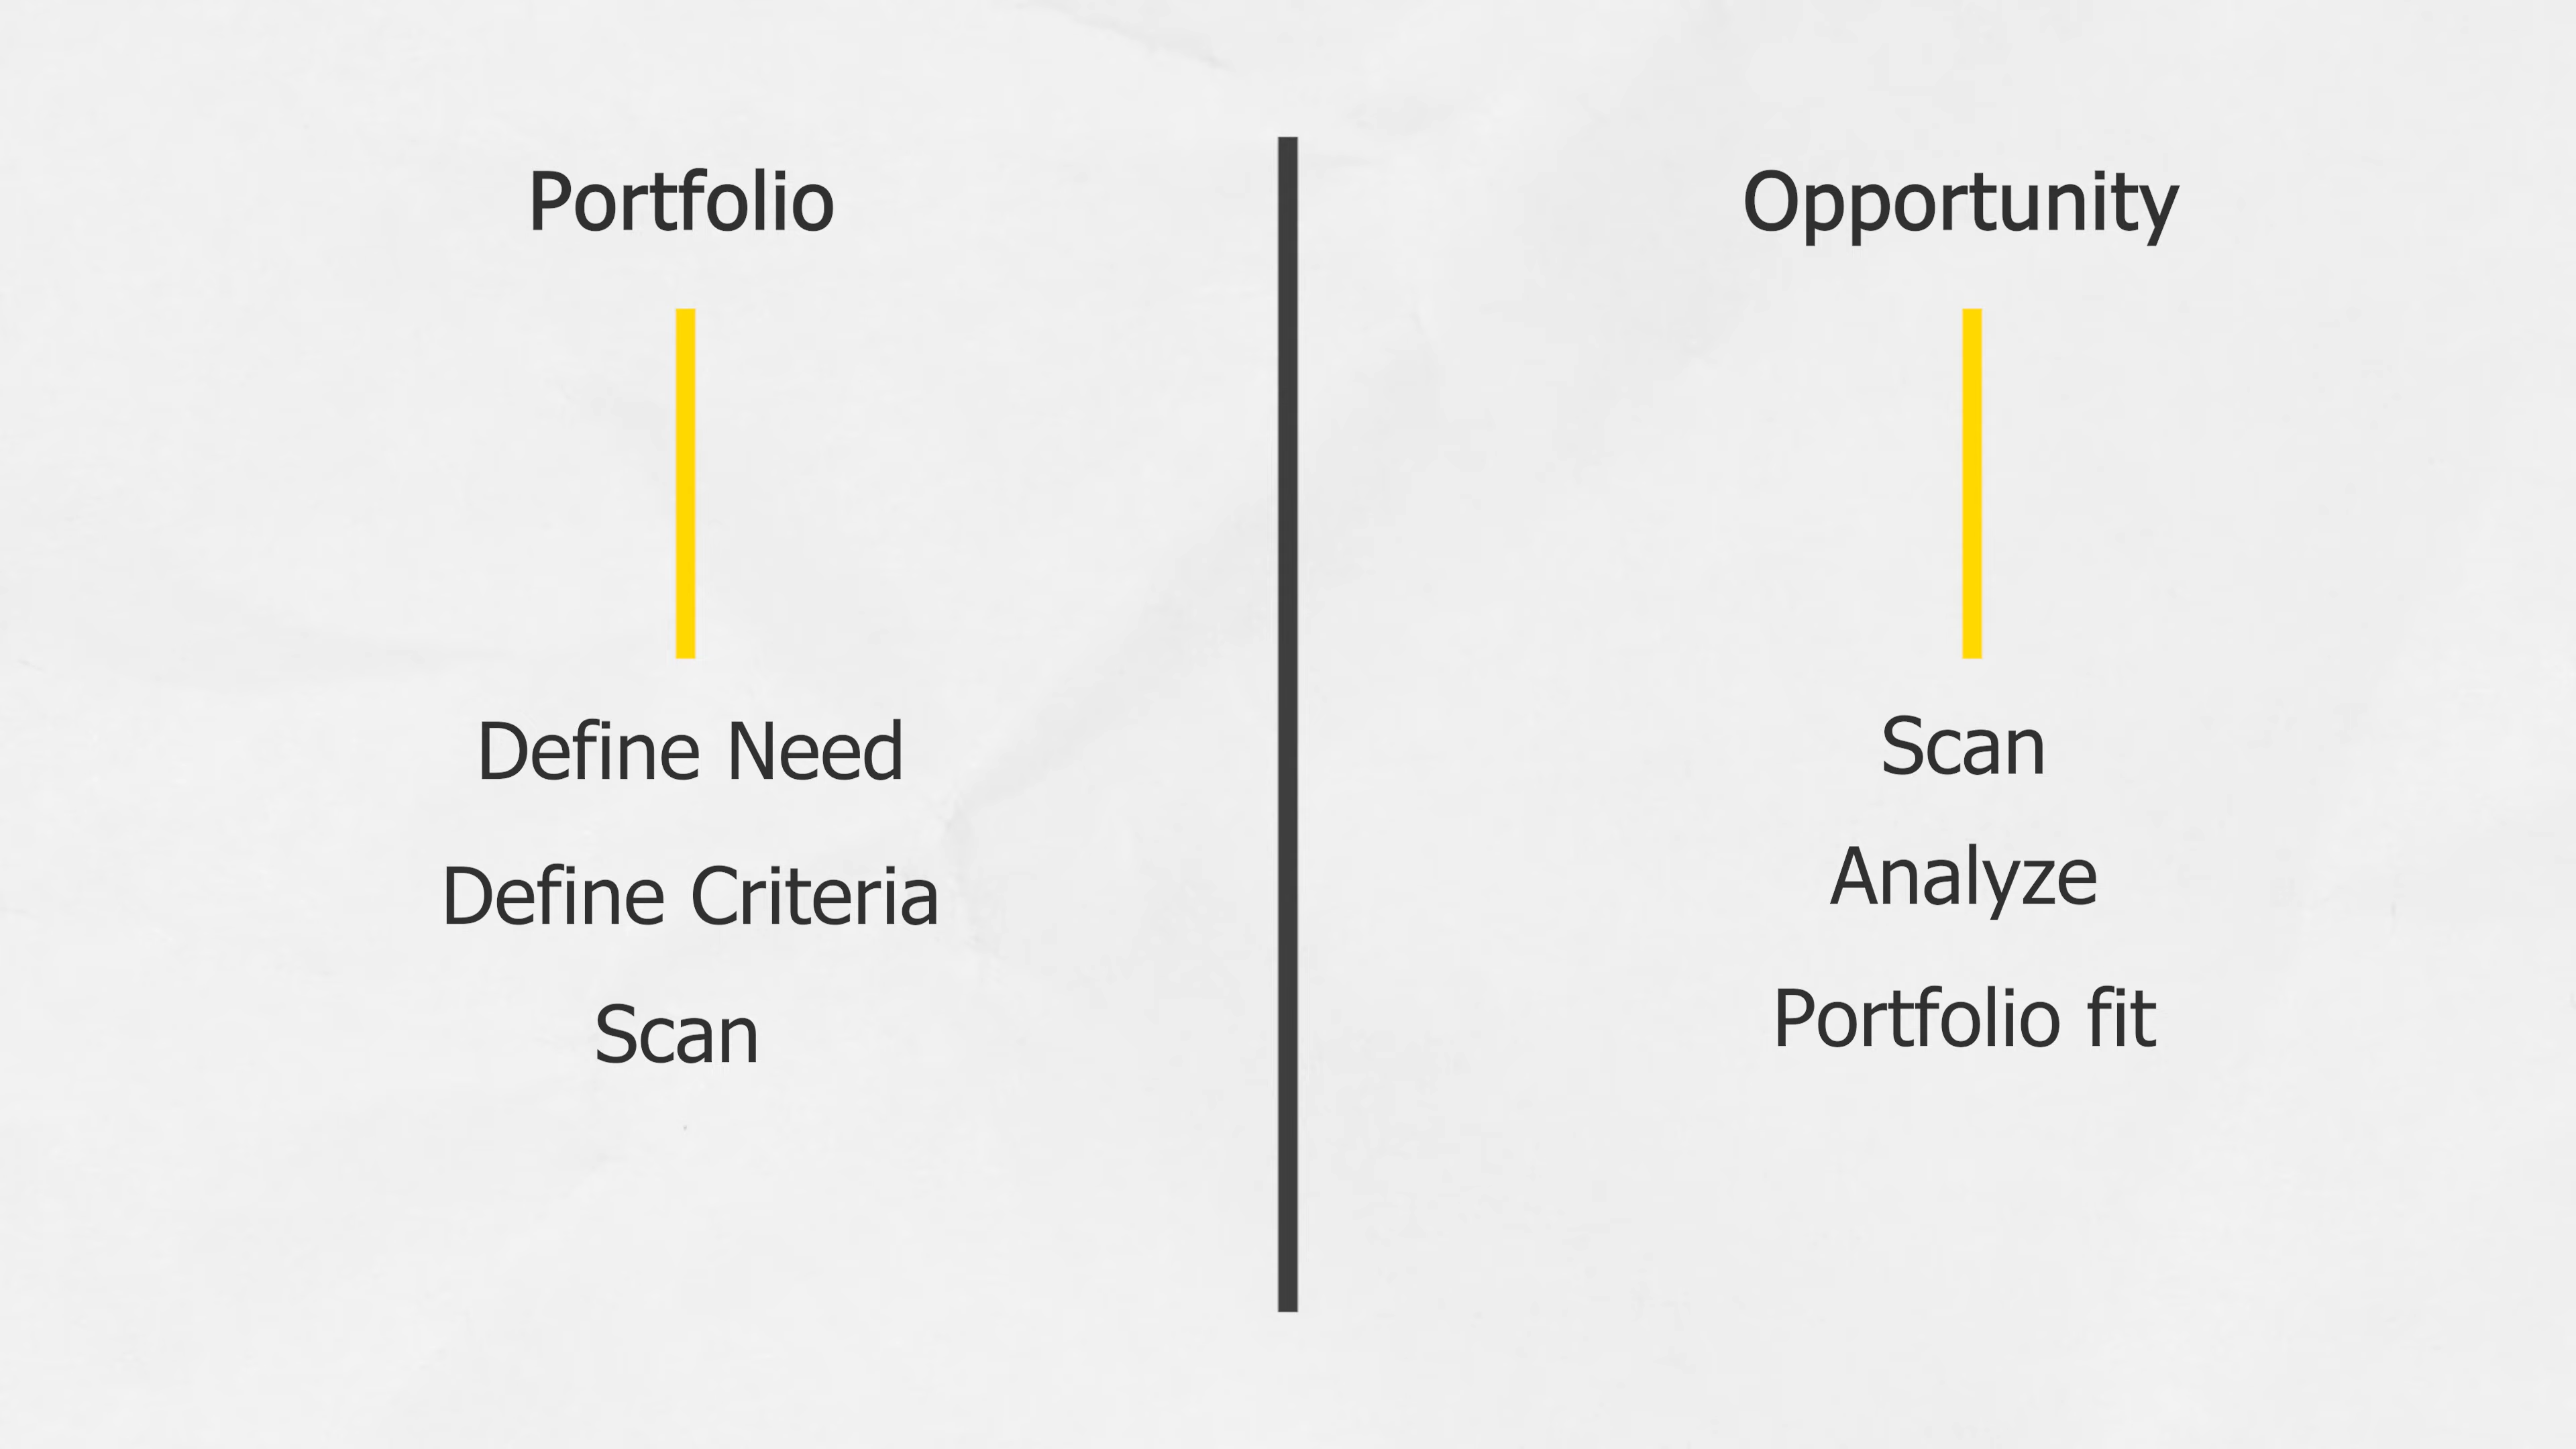 Portfolio
Define Need
Define Criteria
Scan
Opportunity
Scan
Analyze
Portfolio fit